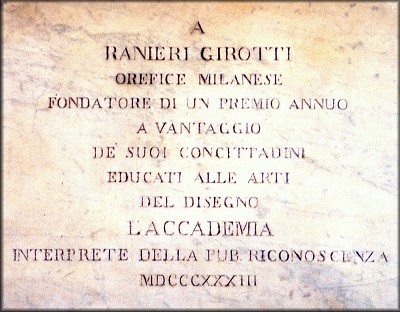 A
RANIERI GIROTTI
OREFICE MILANESE
FONDATORE DI UN PREMIO ANNUO
A VANTAGGIO
DE' SUOI CONCITTADINI
EDUCATI ALLE ARTI
DEL DISEGNO
L'ACCADEMIA
INTERPRETE DELLA PUB. RICONOSCENZA
MDCCCXXXIII